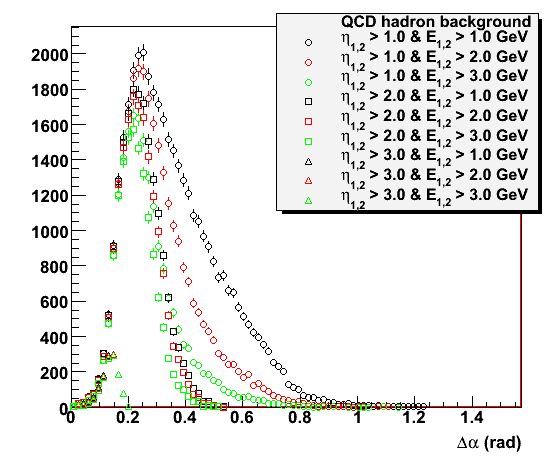 QCD hadron background
η1,2 > 1.0 & E1,2 > 1.0 GeV
η1,2 > 1.0 & E1,2 > 2.0 GeV
η1,2 > 1.0 & E1,2 > 3.0 GeV
η1,2 > 2.0 & E1,2 > 1.0 GeV
η1,2 > 2.0 & E1,2 > 2.0 GeV
η1,2 > 2.0 & E1,2 > 3.0 GeV
η1,2 > 3.0 & E1,2 > 1.0 GeV
η1,2 > 3.0 & E1,2 > 2.0 GeV
η1,2 > 3.0 & E1,2 > 3.0 GeV
2000
1800
1600
1400
1200
1000
800
600
400
200
0
0 0.2 0.4 0.6 0.8 1 1.2 1.4
Δα (rad)